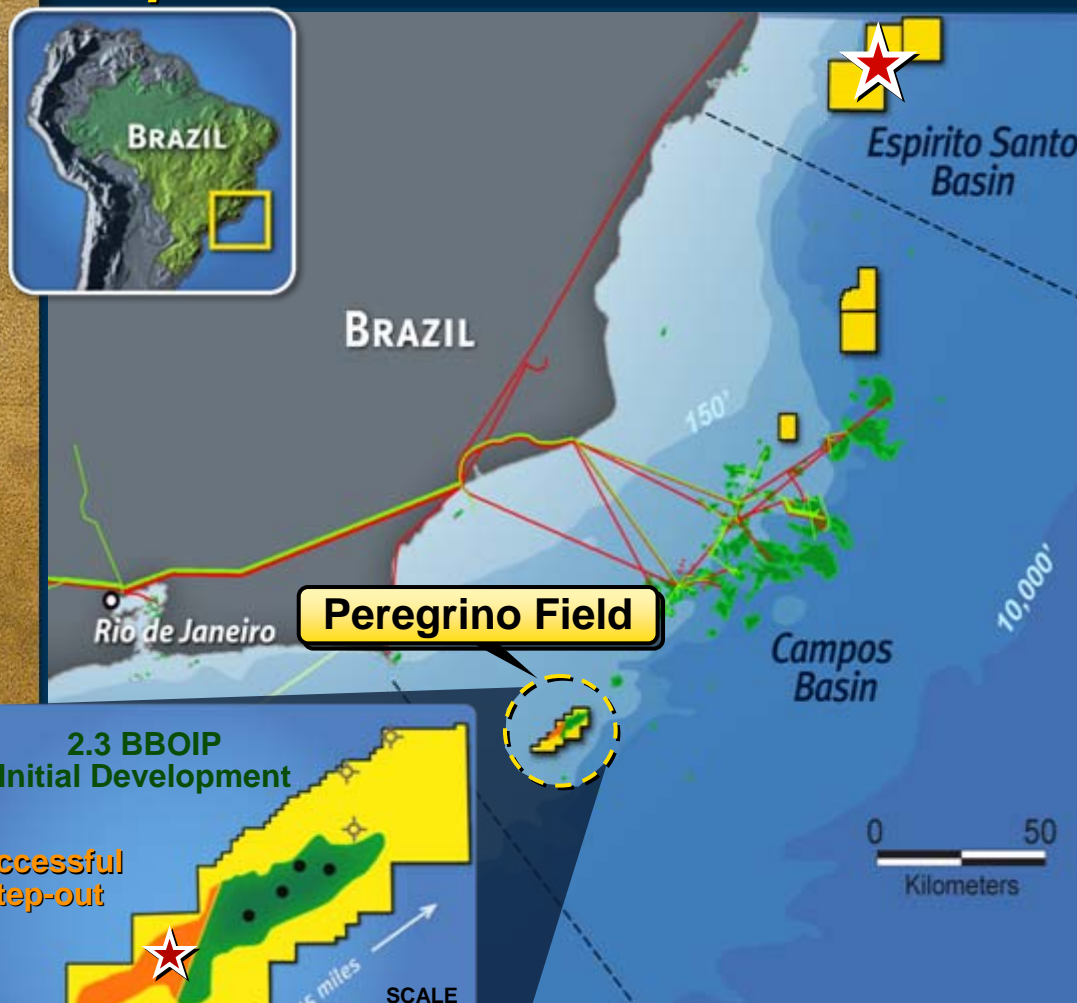 BRAZIL
Espirito Santo
Basin
BRAZIL
150'
10,000'
Rio de Janeiro
Peregrino Field
Campos
Basin
2.3 BBOIP
Initial Development
0 50
Kilometers
miles
SCALE